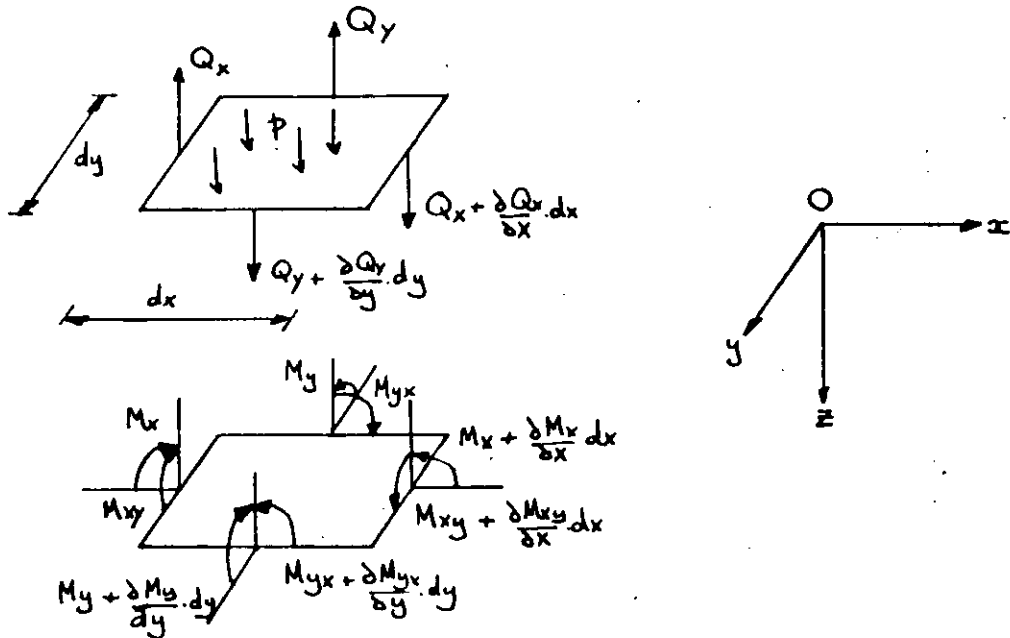 Qy
Qx
p
dy
Qx + ∂Qx/∂x . dx
Qy + ∂Qy/∂y . dy
dx
O
x
y
z
My
Myx
Mx
Mx + ∂Mx/∂x dx
Mxy
Mxy + ∂Mxy/∂x . dx
My + ∂My/dy . dy
Myx + ∂Myx/∂y . dy